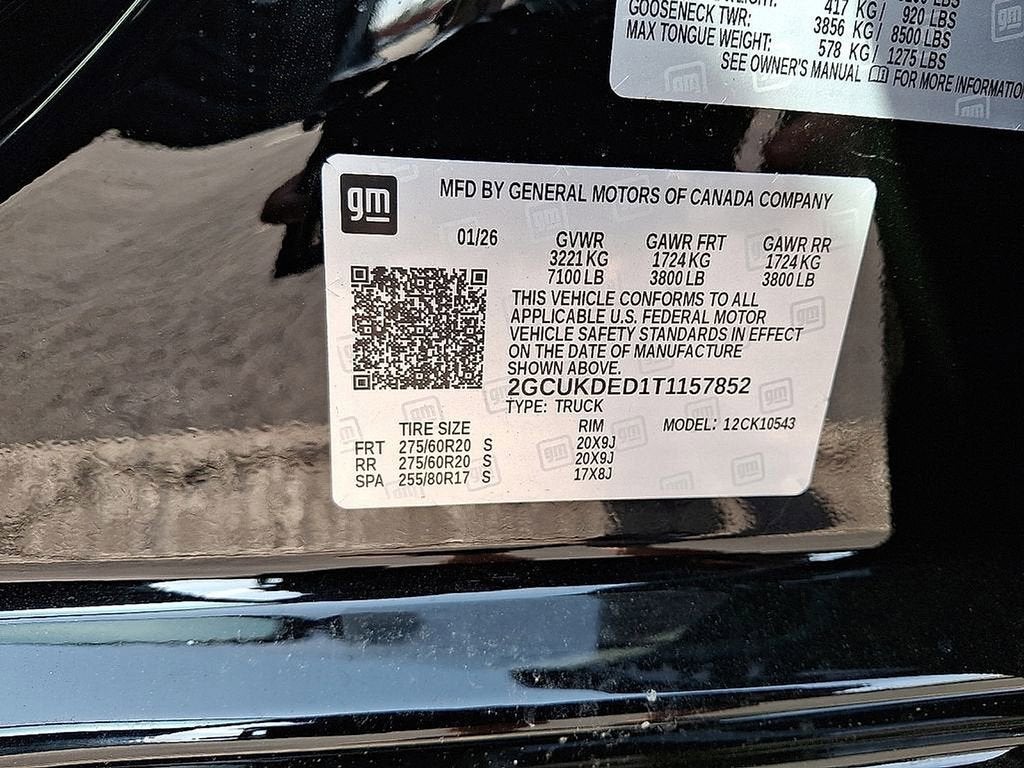 417 KG/ 920 LBS
GOOSENECK TWR: 3856 KG/ 8500 LBS
MAX TONGUE WEIGHT: 578 KG/ 1275 LBS
SEE OWNER'S MANUAL FOR MORE INFORMATIO
gm
MFD BY GENERAL MOTORS OF CANADA COMPANY
01/26 GVWR GAWR FRT GAWR RR
3221 KG 1724 KG 1724 KG
7100 LB 3800 LB 3800 LB
THIS VEHICLE CONFORMS TO ALL
APPLICABLE U.S. FEDERAL MOTOR
VEHICLE SAFETY STANDARDS IN EFFECT
ON THE DATE OF MANUFACTURE
SHOWN ABOVE.
2GCUKDED1T1157852
TYPE: TRUCK
TIRE SIZE RIM MODEL: 12CK10543
FRT 275/60R20 S 20X9J
RR 275/60R20 S 20X9J
SPA 255/80R17 S 17X8J